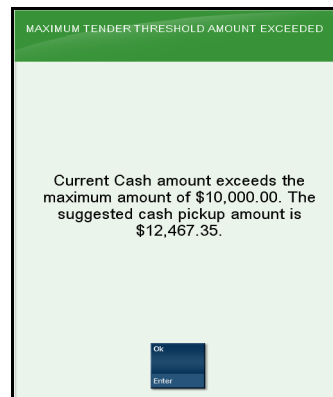 MAXIMUM TENDER THRESHOLD AMOUNT EXCEEDED
Current Cash amount exceeds the
maximum amount of $10,000.00. The
suggested cash pickup amount is
$12,467.35.
Ok
Enter